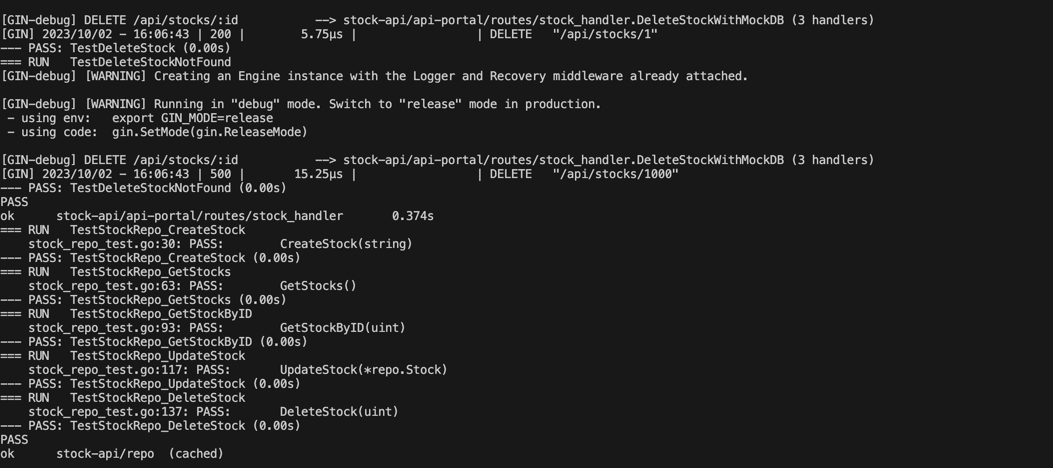 [GIN-debug] DELETE /api/stocks/:id           --> stock-api/api-portal/routes/stock_handler.DeleteStockWithMockDB (3 handlers)
[GIN] 2023/10/02 - 16:06:43 | 200 |        5.75µs |                 | DELETE   "/api/stocks/1"
--- PASS: TestDeleteStock (0.00s)
=== RUN   TestDeleteStockNotFound
[GIN-debug] [WARNING] Creating an Engine instance with the Logger and Recovery middleware already attached.
[GIN-debug] [WARNING] Running in "debug" mode. Switch to "release" mode in production.
 - using env:   export GIN_MODE=release
 - using code:  gin.SetMode(gin.ReleaseMode)
[GIN-debug] DELETE /api/stocks/:id           --> stock-api/api-portal/routes/stock_handler.DeleteStockWithMockDB (3 handlers)
[GIN] 2023/10/02 - 16:06:43 | 500 |       15.25µs |                 | DELETE   "/api/stocks/1000"
--- PASS: TestDeleteStockNotFound (0.00s)
PASS
ok      stock-api/api-portal/routes/stock_handler       0.374s
=== RUN   TestStockRepo_CreateStock
    stock_repo_test.go:30: PASS:        CreateStock(string)
--- PASS: TestStockRepo_CreateStock (0.00s)
=== RUN   TestStockRepo_GetStocks
    stock_repo_test.go:63: PASS:        GetStocks()
--- PASS: TestStockRepo_GetStocks (0.00s)
=== RUN   TestStockRepo_GetStockByID
    stock_repo_test.go:93: PASS:        GetStockByID(uint)
--- PASS: TestStockRepo_GetStockByID (0.00s)
=== RUN   TestStockRepo_UpdateStock
    stock_repo_test.go:117: PASS:       UpdateStock(*repo.Stock)
--- PASS: TestStockRepo_UpdateStock (0.00s)
=== RUN   TestStockRepo_DeleteStock
    stock_repo_test.go:137: PASS:       DeleteStock(uint)
--- PASS: TestStockRepo_DeleteStock (0.00s)
PASS
ok      stock-api/repo  (cached)